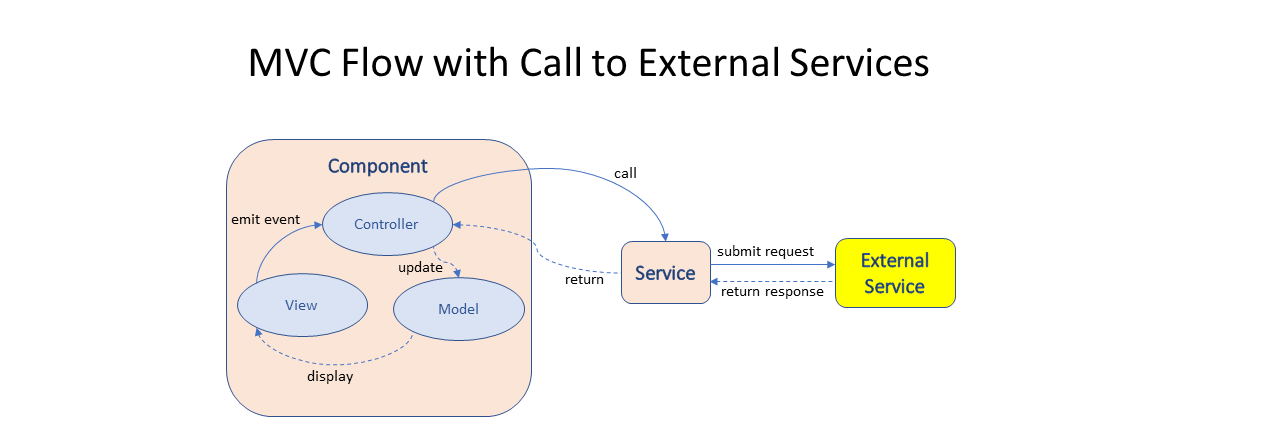 MVC Flow with Call to External Services
Component
call
emit event
Controller
submit request
External
Service
Service
update
return
return response
View
Model
display